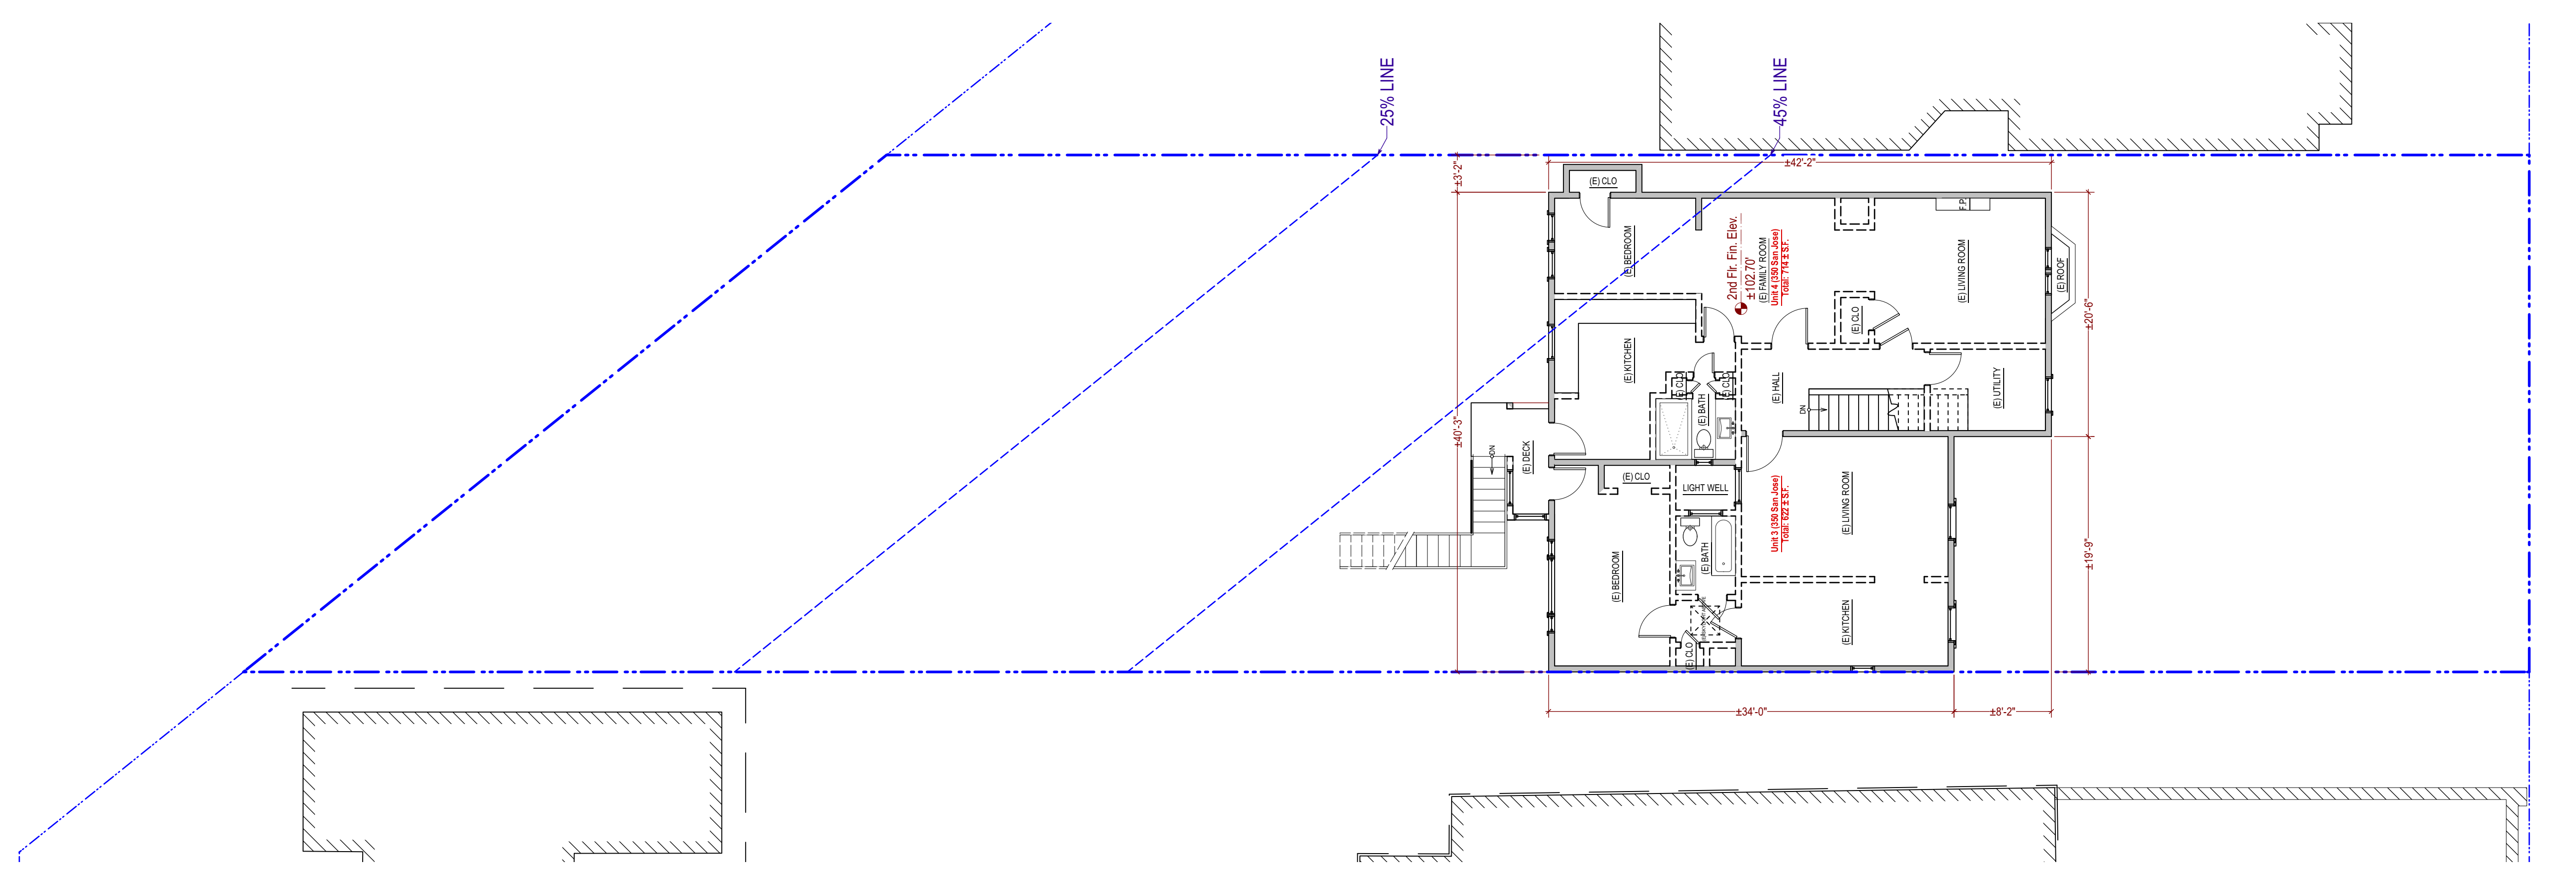 25% LINE
45% LINE
±42'-2"
±3'-2"
(E) CLO
F.P.
(E) BEDROOM
2nd Flr. Fin. Elev.
±102.70'
(E) FAMILY ROOM
Unit 4 (350 San Jose)
Total: 714 ± S.F.
(E) LIVING ROOM
(E) ROOF
±20'-6"
(E) CLO
(E) KITCHEN
(E) CLO
(E) CLO
(E) BATH
(E) HALL
DN
(E) UTILITY
±40'-3"
DN
(E) DECK
(E) CLO
LIGHT WELL
Unit 3 (350 San Jose)
Total: 622 ± S.F.
(E) LIVING ROOM
±19'-9"
(E) BEDROOM
(E) BATH
(E) KITCHEN
(E) CLO
±34'-0"
±8'-2"